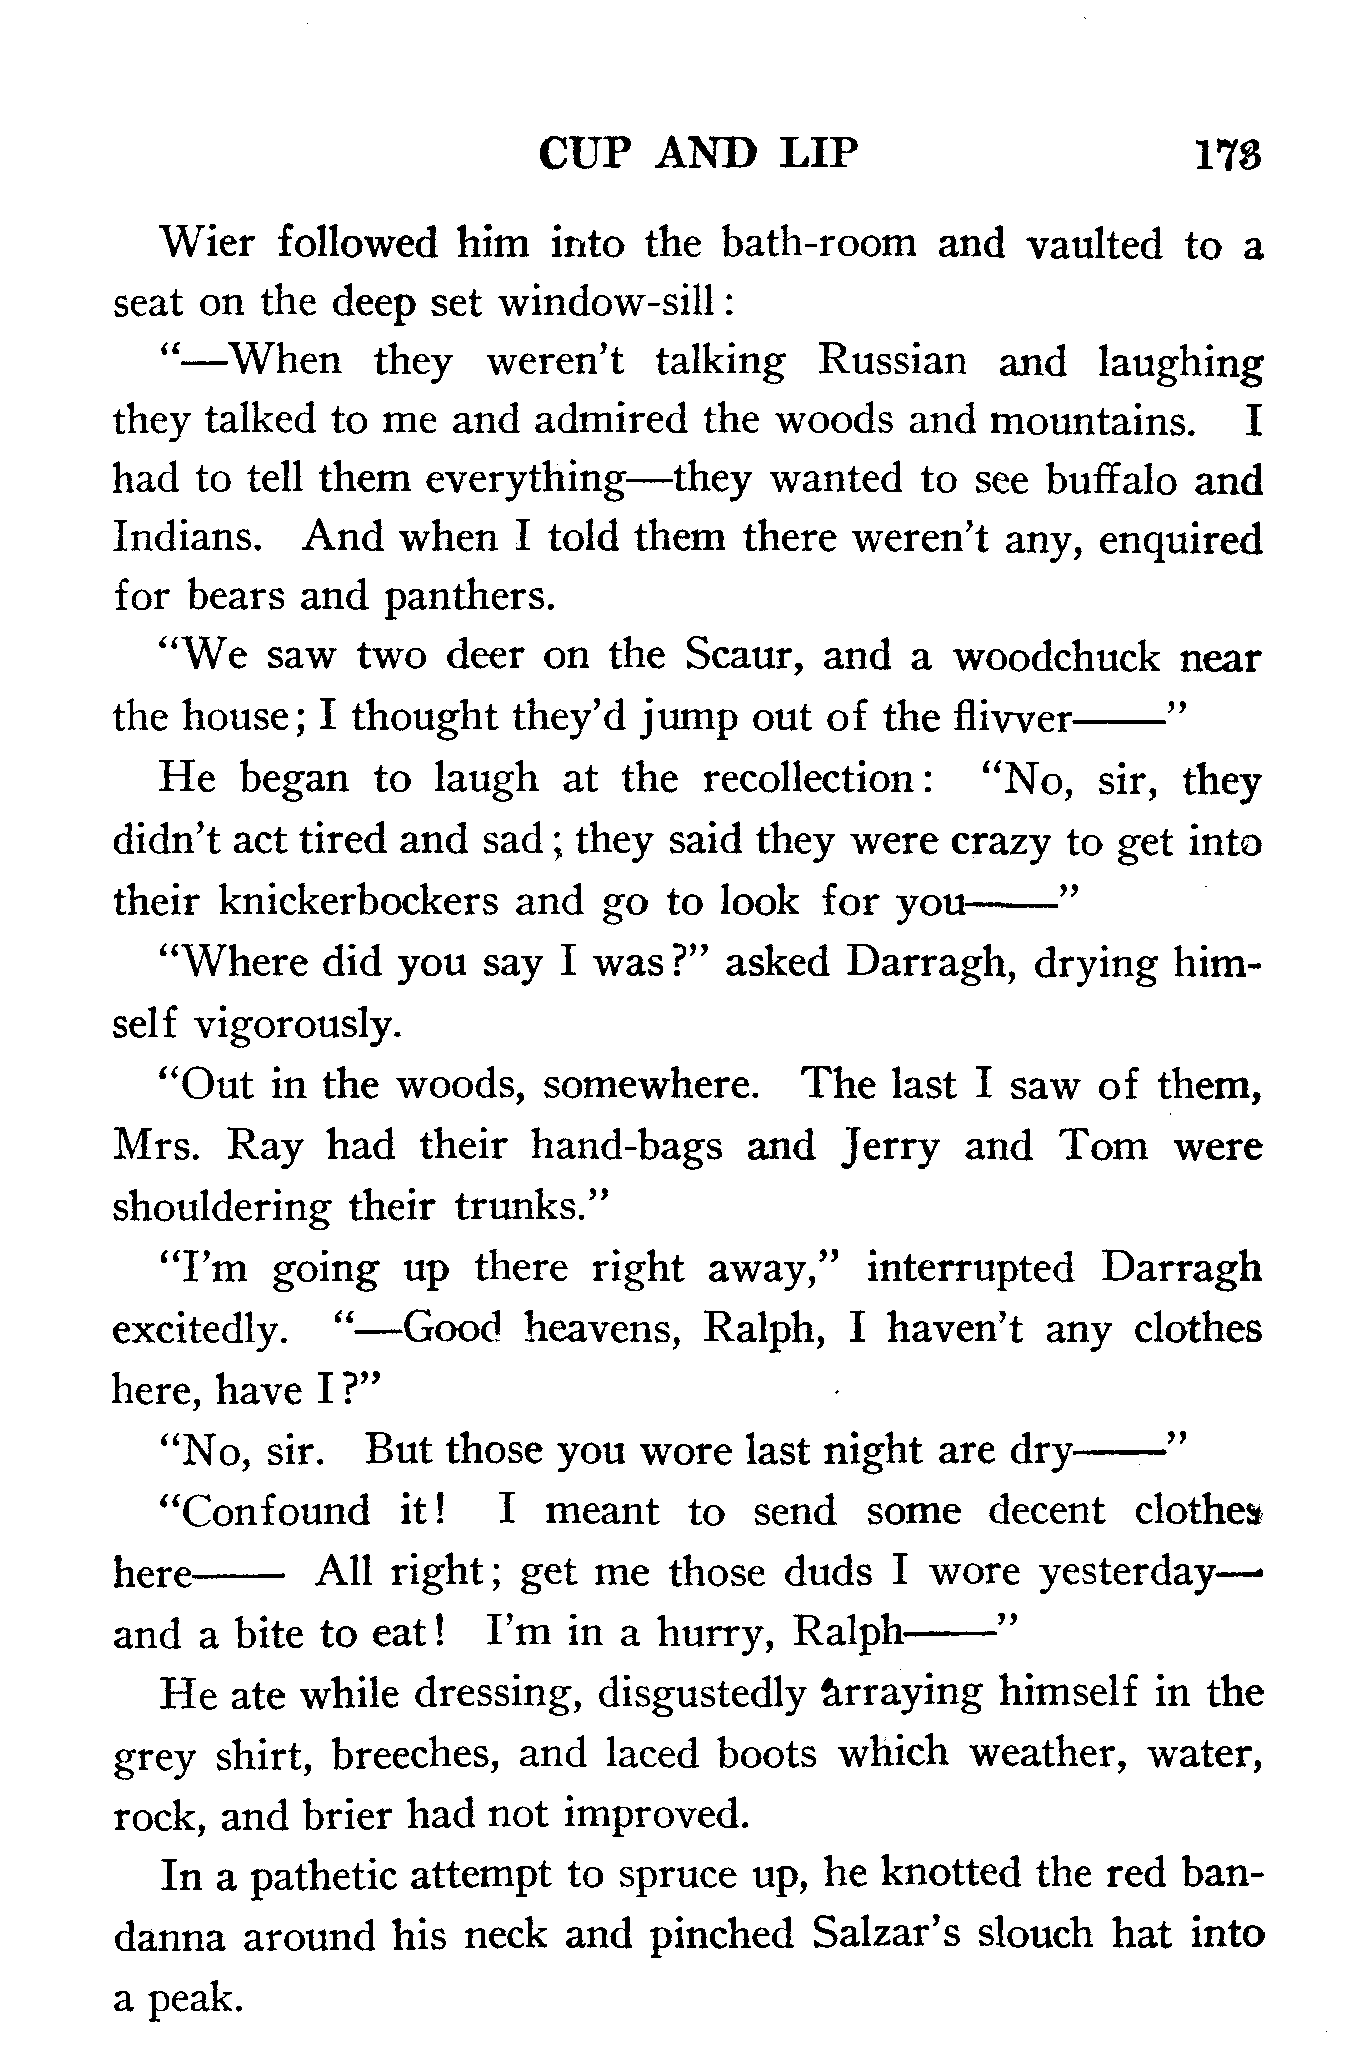 CUP AND LIP 173
Wier followed him into the bath-room and vaulted to a
seat on the deep set window-sill:
"—When they weren't talking Russian and laughing
they talked to me and admired the woods and mountains. I
had to tell them everything—they wanted to see buffalo and
Indians. And when I told them there weren't any, enquired
for bears and panthers.
"We saw two deer on the Scaur, and a woodchuck near
the house; I thought they'd jump out of the flivver——"
He began to laugh at the recollection: "No, sir, they
didn't act tired and sad; they said they were crazy to get into
their knickerbockers and go to look for you——"
"Where did you say I was?" asked Darragh, drying him-
self vigorously.
"Out in the woods, somewhere. The last I saw of them,
Mrs. Ray had their hand-bags and Jerry and Tom were
shouldering their trunks."
"I'm going up there right away," interrupted Darragh
excitedly. "—Good heavens, Ralph, I haven't any clothes
here, have I?"
"No, sir. But those you wore last night are dry——"
"Confound it! I meant to send some decent clothes
here—— All right; get me those duds I wore yesterday—
and a bite to eat! I'm in a hurry, Ralph——"
He ate while dressing, disgustedly arraying himself in the
grey shirt, breeches, and laced boots which weather, water,
rock, and brier had not improved.
In a pathetic attempt to spruce up, he knotted the red ban-
danna around his neck and pinched Salzar's slouch hat into
a peak.